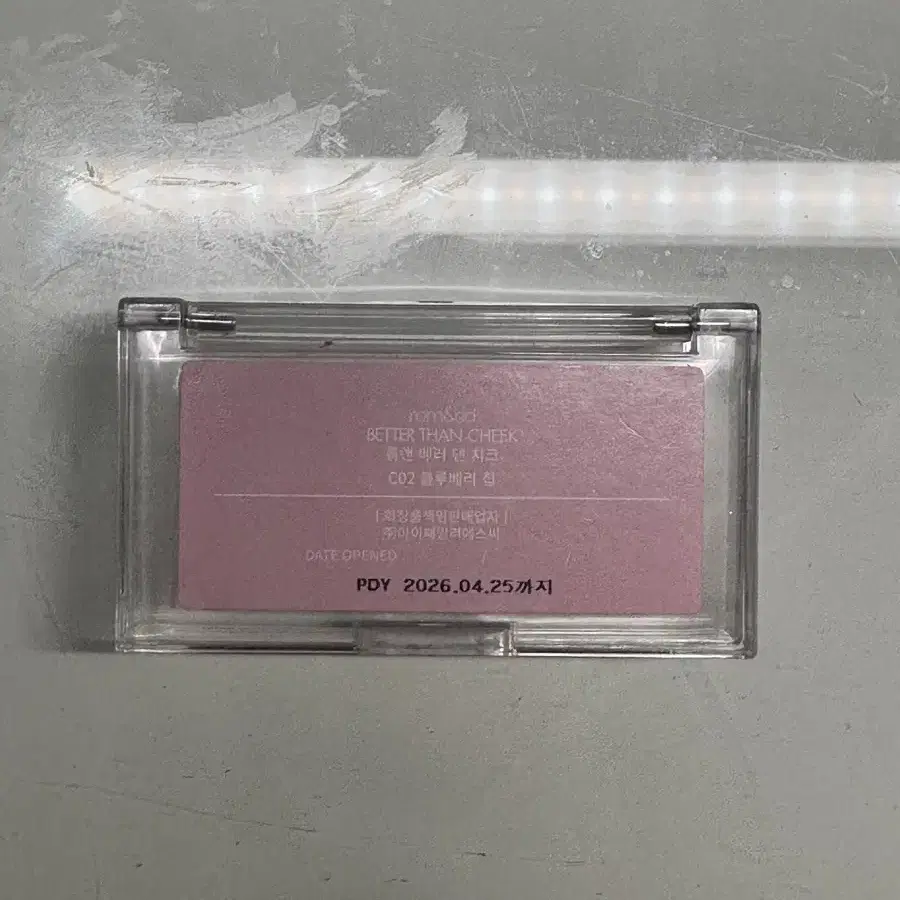 rom&nd
BETTER THAN CHEEK
롬앤 베러 댄 치크
C02 블루베리 칩
| 화장품책임판매업자 |
㈜아이패밀리에스씨
DATE OPENED / /
PDY 2026.04.25까지